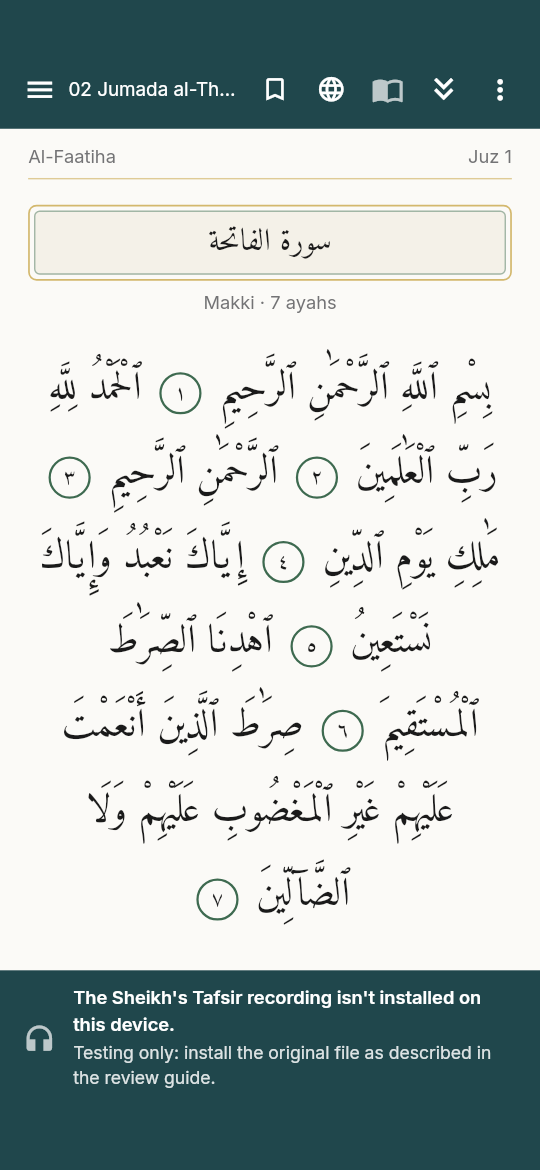 02 Jumada al-Th...
Al-Faatiha
Juz 1
سورة الفاتحة
Makki · 7 ayahs
بِسْمِ ٱللَّهِ ٱلرَّحْمَٰنِ ٱلرَّحِيمِ ١ ٱلْحَمْدُ لِلَّهِ
رَبِّ ٱلْعَٰلَمِينَ ٢ ٱلرَّحْمَٰنِ ٱلرَّحِيمِ ٣
مَٰلِكِ يَوْمِ ٱلدِّينِ ٤ إِيَّاكَ نَعْبُدُ وَإِيَّاكَ
نَسْتَعِينُ ٥ ٱهْدِنَا ٱلصِّرَٰطَ
ٱلْمُسْتَقِيمَ ٦ صِرَٰطَ ٱلَّذِينَ أَنْعَمْتَ
عَلَيْهِمْ غَيْرِ ٱلْمَغْضُوبِ عَلَيْهِمْ وَلَا
ٱلضَّآلِّينَ ٧
The Sheikh's Tafsir recording isn't installed on
this device.
Testing only: install the original file as described in
the review guide.